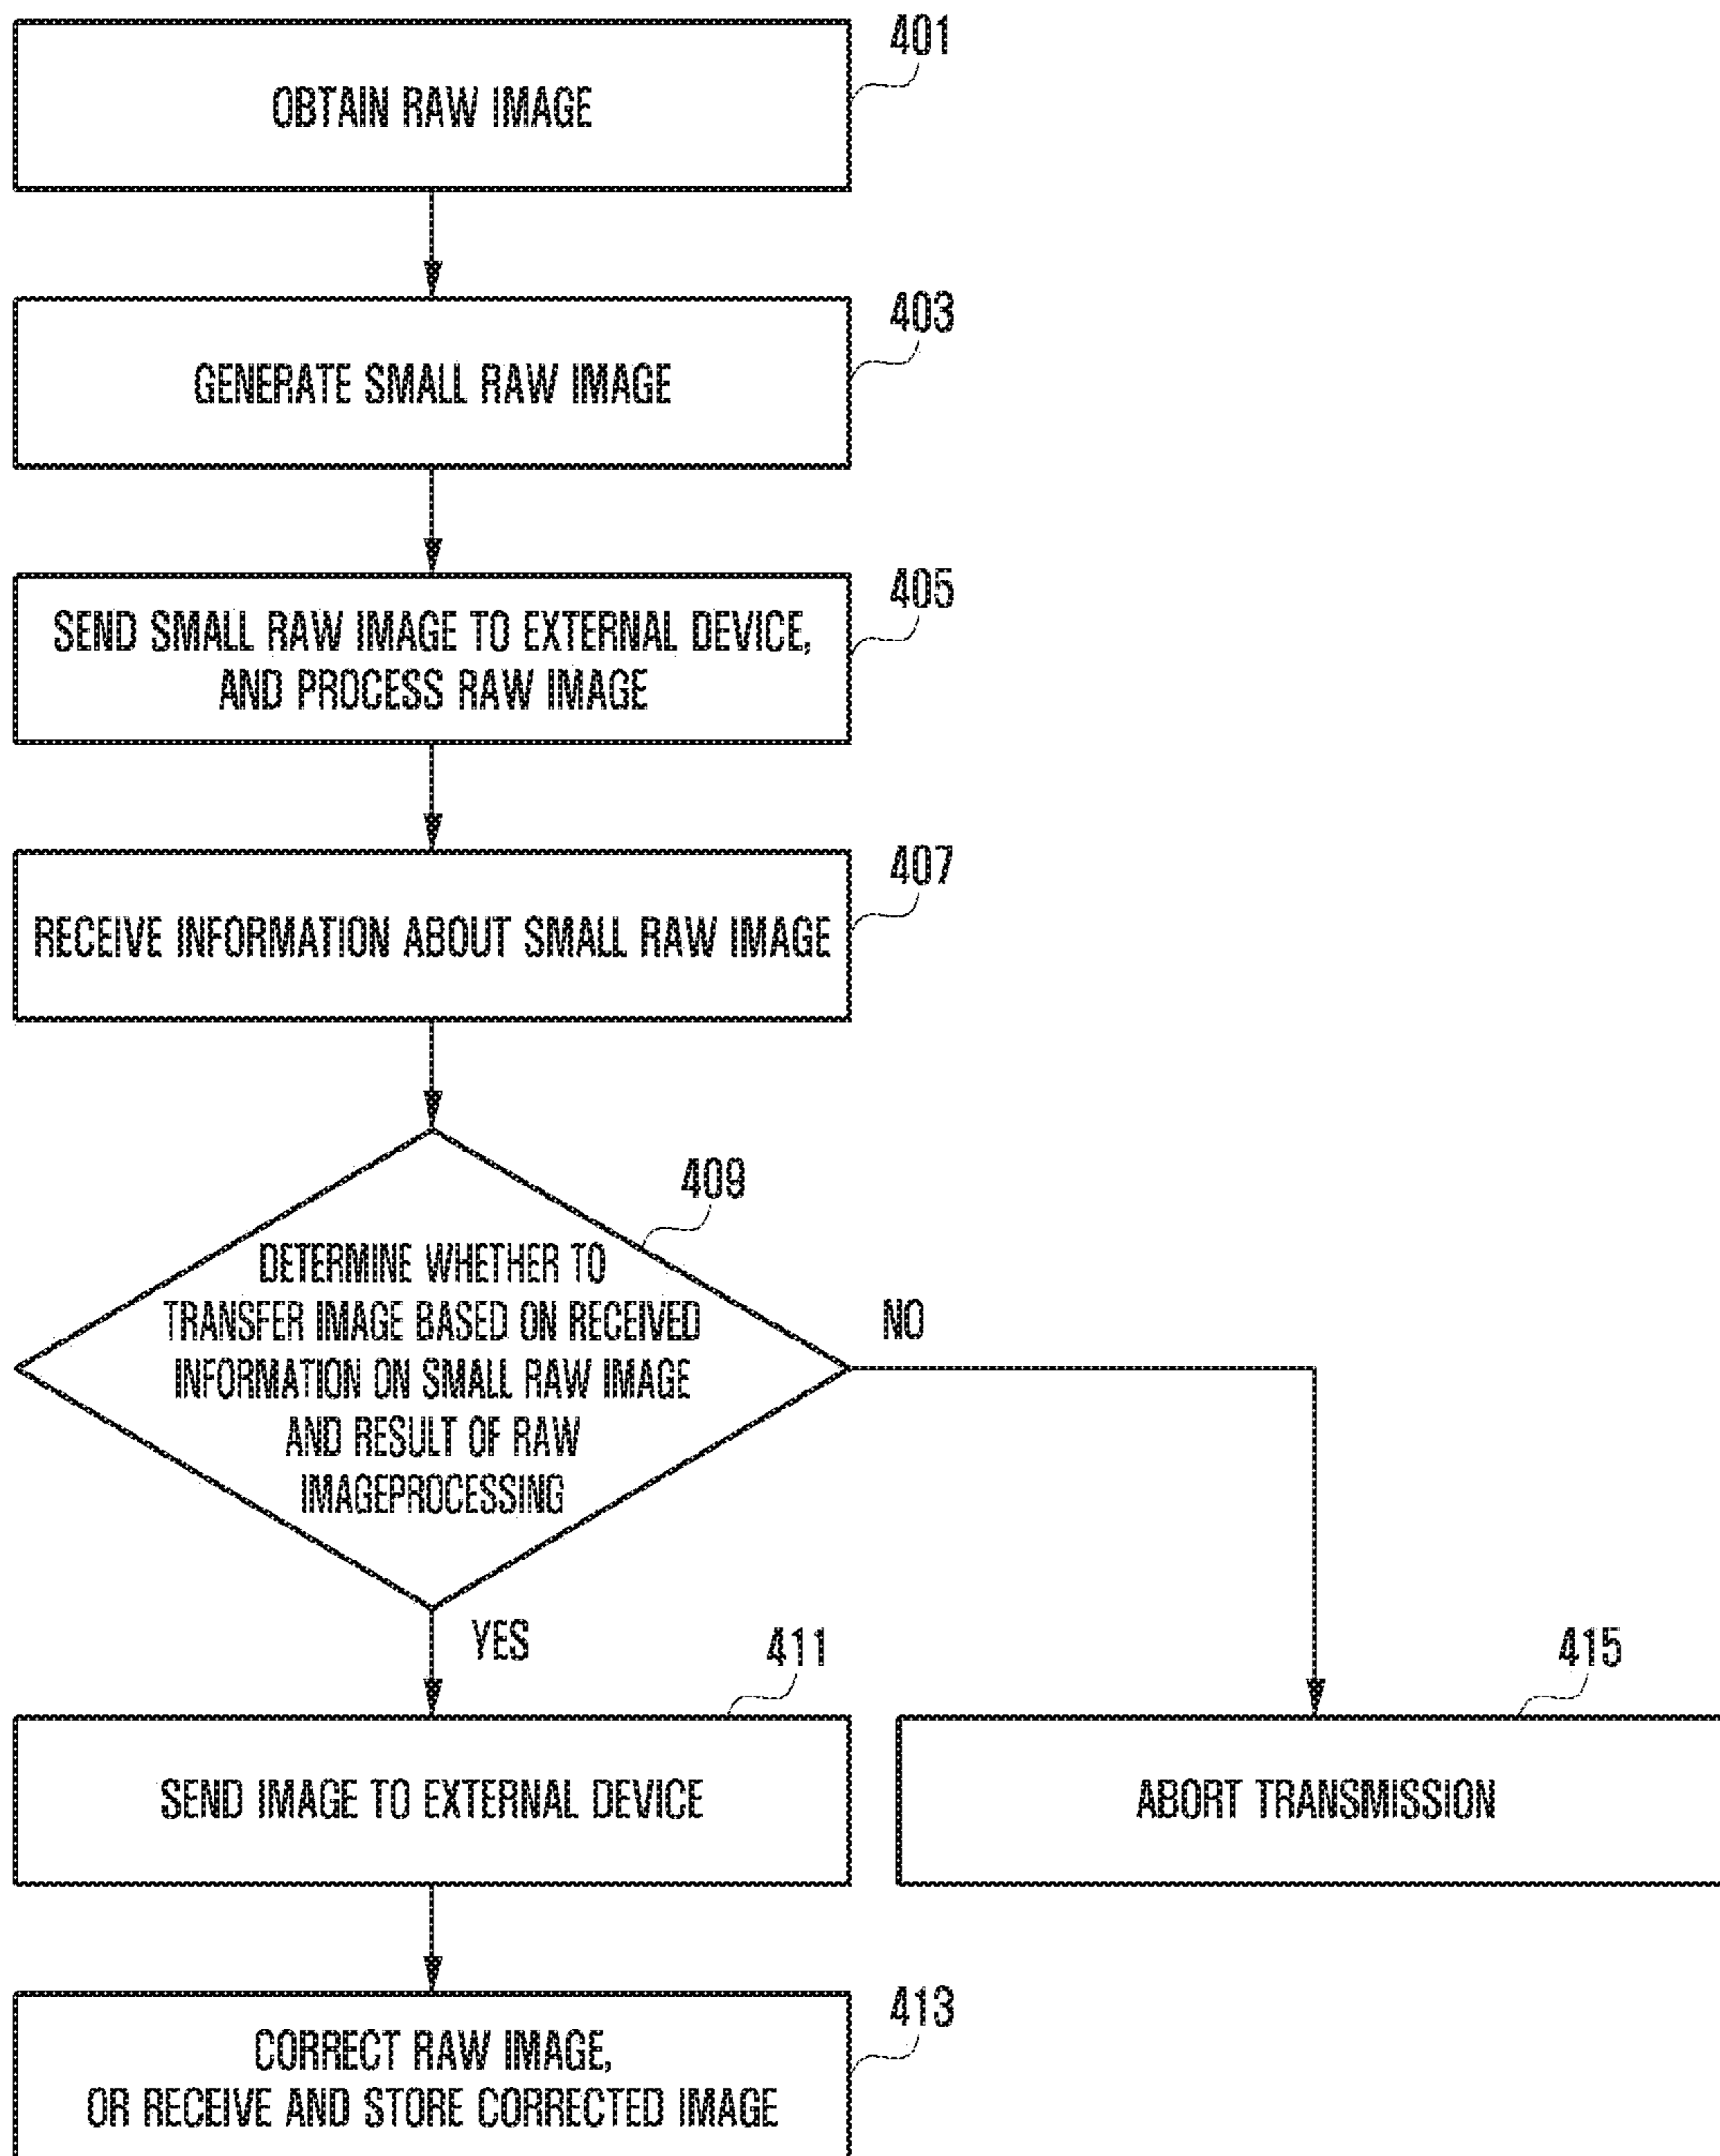 401
OBTAIN RAW IMAGE
403
GENERATE SMALL RAW IMAGE
405
SEND SMALL RAW IMAGE TO EXTERNAL DEVICE,
AND PROCESS RAW IMAGE
407
RECEIVE INFORMATION ABOUT SMALL RAW IMAGE
409
DETERMINE WHETHER TO
TRANSFER IMAGE BASED ON RECEIVED
INFORMATION ON SMALL RAW IMAGE
AND RESULT OF RAW
IMAGEPROCESSING
NO
YES
411
SEND IMAGE TO EXTERNAL DEVICE
415
ABORT TRANSMISSION
413
CORRECT RAW IMAGE,
OR RECEIVE AND STORE CORRECTED IMAGE